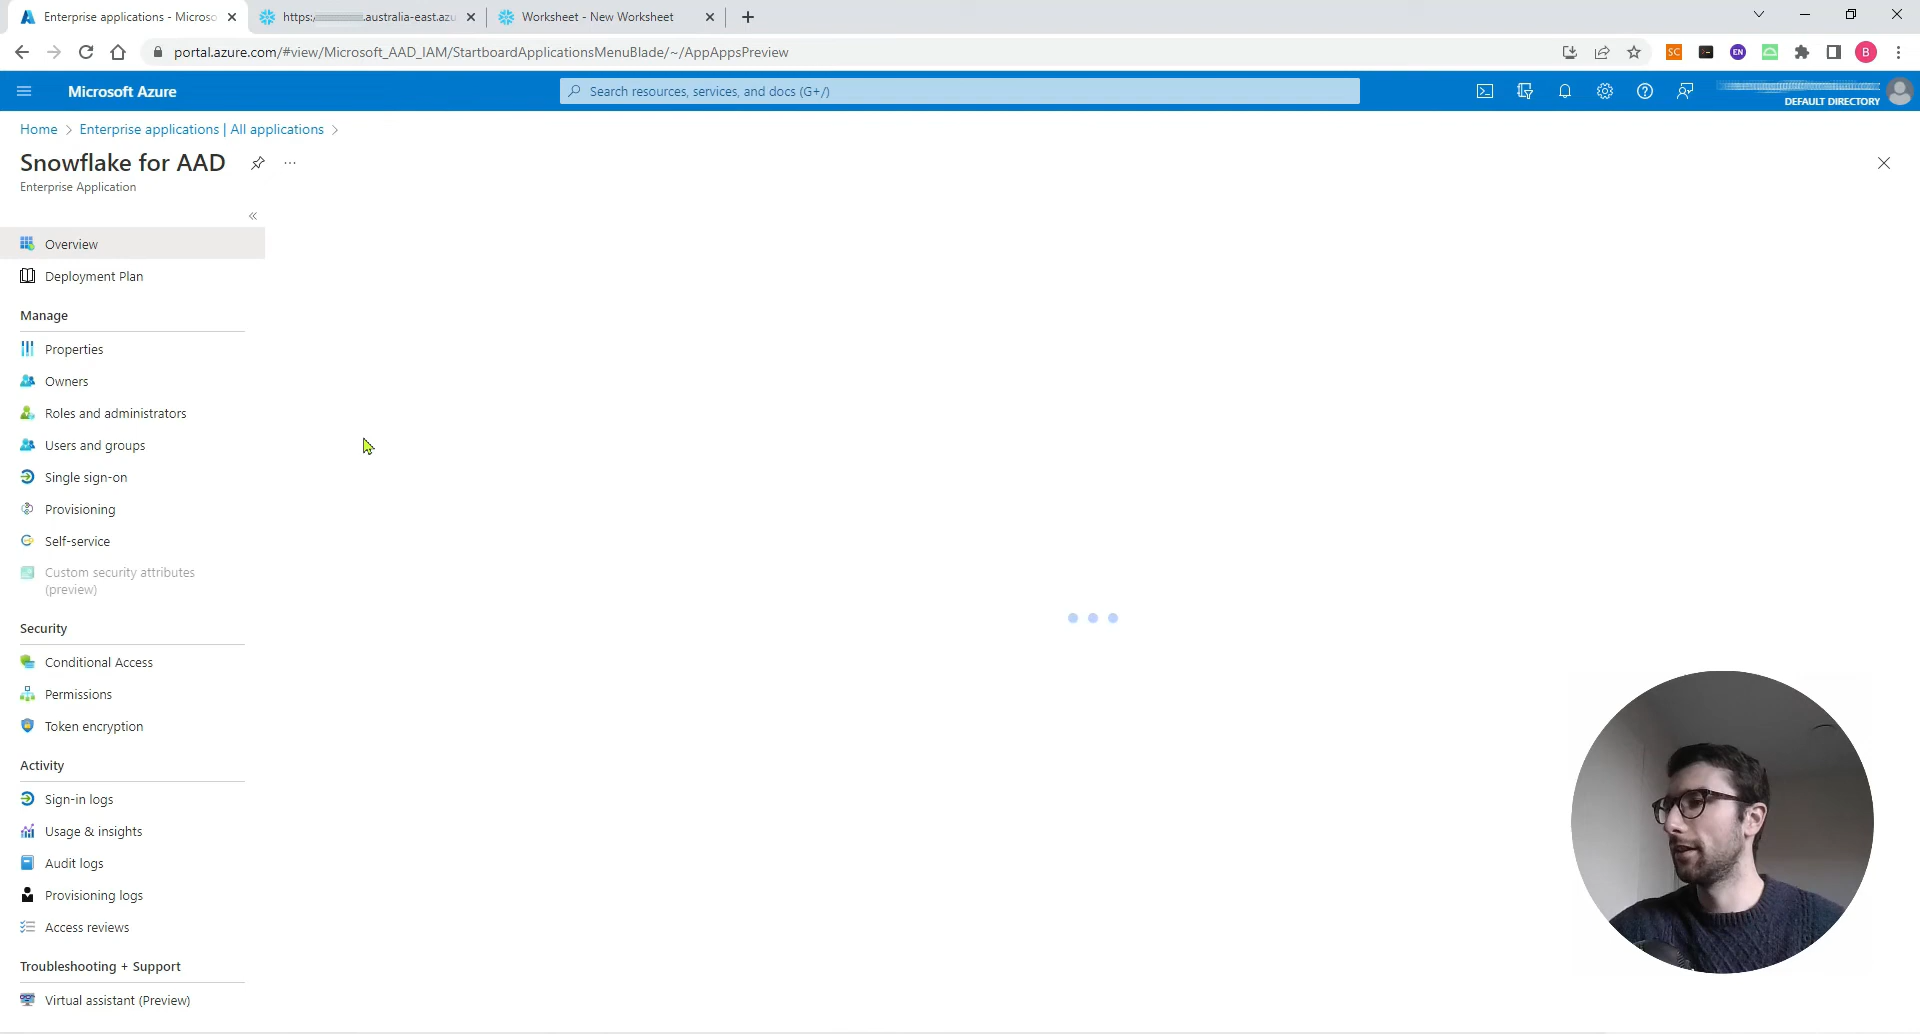 Enterprise applications - Microso
https:/
.australia-east.azu
Worksheet - New Worksheet
portal.azure.com/#view/Microsoft_AAD_IAM/StartboardApplicationsMenuBlade/~/AppAppsPreview
SC
EN
B
Microsoft Azure
Search resources, services, and docs (G+/)
DEFAULT DIRECTORY
Home > Enterprise applications | All applications >
Snowflake for AAD
Enterprise Application
Overview
Deployment Plan
Manage
Properties
Owners
Roles and administrators
Users and groups
Single sign-on
Provisioning
Self-service
Custom security attributes
(preview)
Security
Conditional Access
Permissions
Token encryption
Activity
Sign-in logs
Usage & insights
Audit logs
Provisioning logs
Access reviews
Troubleshooting + Support
Virtual assistant (Preview)